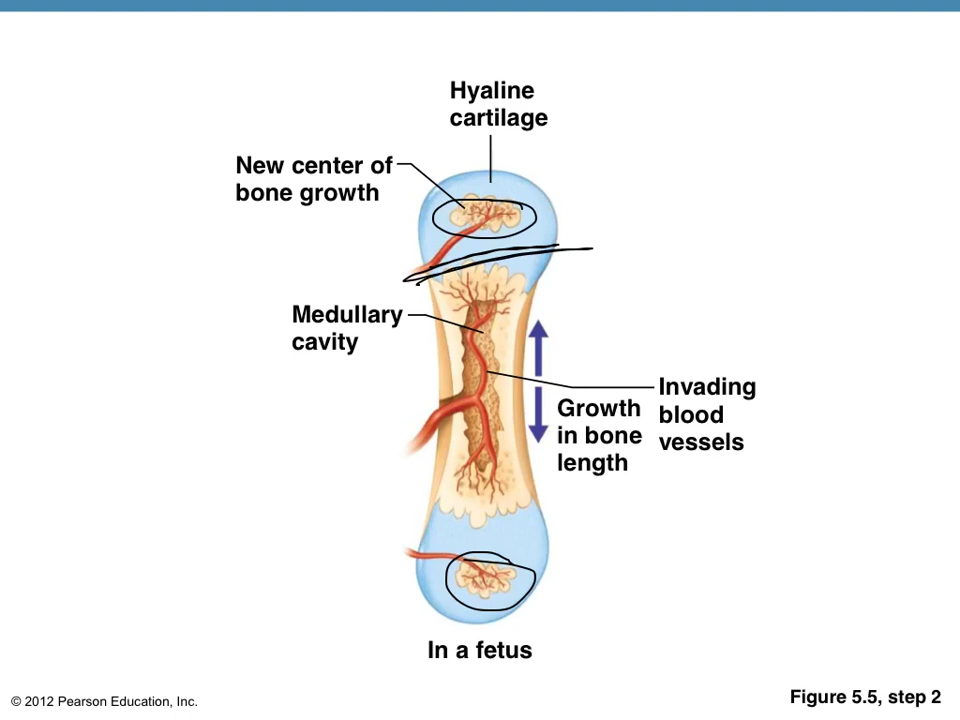 Hyaline
cartilage
New center of
bone growth
Medullary
cavity
Invading
blood
vessels
Growth
in bone
length
In a fetus
© 2012 Pearson Education, Inc.
Figure 5.5, step 2